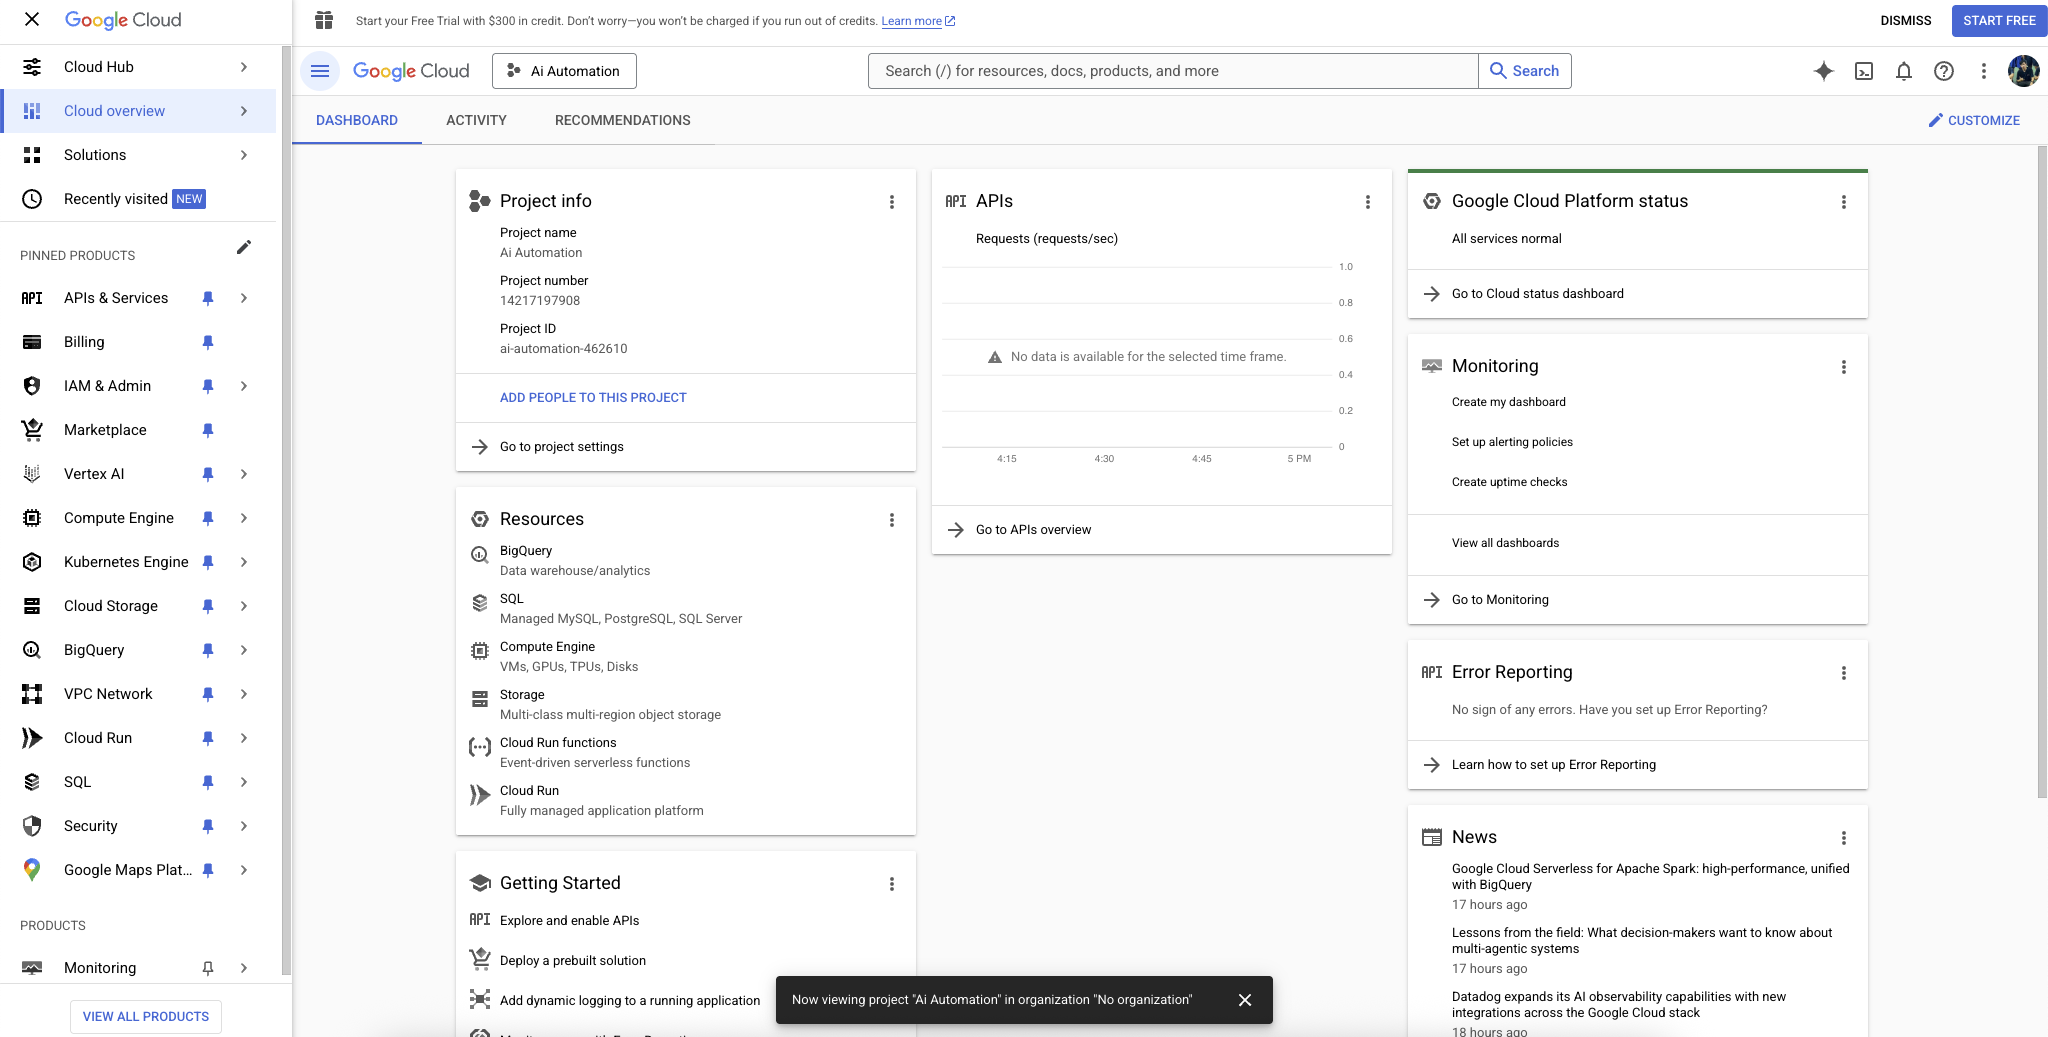 Google Cloud
Cloud Hub
Cloud overview
Solutions
Recently visited NEW
PINNED PRODUCTS
API APIs & Services
Billing
IAM & Admin
Marketplace
Vertex AI
Compute Engine
Kubernetes Engine
Cloud Storage
BigQuery
VPC Network
Cloud Run
SQL
Security
Google Maps Plat...
PRODUCTS
Monitoring
VIEW ALL PRODUCTS
Start your Free Trial with $300 in credit. Don't worry—you won't be charged if you run out of credits. Learn more
DISMISS
START FREE
Google Cloud
Ai Automation
Search (/) for resources, docs, products, and more
Search
DASHBOARD
ACTIVITY
RECOMMENDATIONS
CUSTOMIZE
Project info
Project name
Ai Automation
Project number
14217197908
Project ID
ai-automation-462610
ADD PEOPLE TO THIS PROJECT
Go to project settings
Resources
BigQuery
Data warehouse/analytics
SQL
Managed MySQL, PostgreSQL, SQL Server
Compute Engine
VMs, GPUs, TPUs, Disks
Storage
Multi-class multi-region object storage
Cloud Run functions
Event-driven serverless functions
Cloud Run
Fully managed application platform
Getting Started
API Explore and enable APIs
Deploy a prebuilt solution
Add dynamic logging to a running application
API APIs
Requests (requests/sec)
1.0
0.8
0.6
No data is available for the selected time frame.
0.4
0.2
0
4:15 4:30 4:45 5 PM
Go to APIs overview
Google Cloud Platform status
All services normal
Go to Cloud status dashboard
Monitoring
Create my dashboard
Set up alerting policies
Create uptime checks
View all dashboards
Go to Monitoring
API Error Reporting
No sign of any errors. Have you set up Error Reporting?
Learn how to set up Error Reporting
News
Google Cloud Serverless for Apache Spark: high-performance, unified
with BigQuery
17 hours ago
Lessons from the field: What decision-makers want to know about
multi-agentic systems
17 hours ago
Datadog expands its AI observability capabilities with new
integrations across the Google Cloud stack
18 hours ago
Now viewing project "Ai Automation" in organization "No organization"